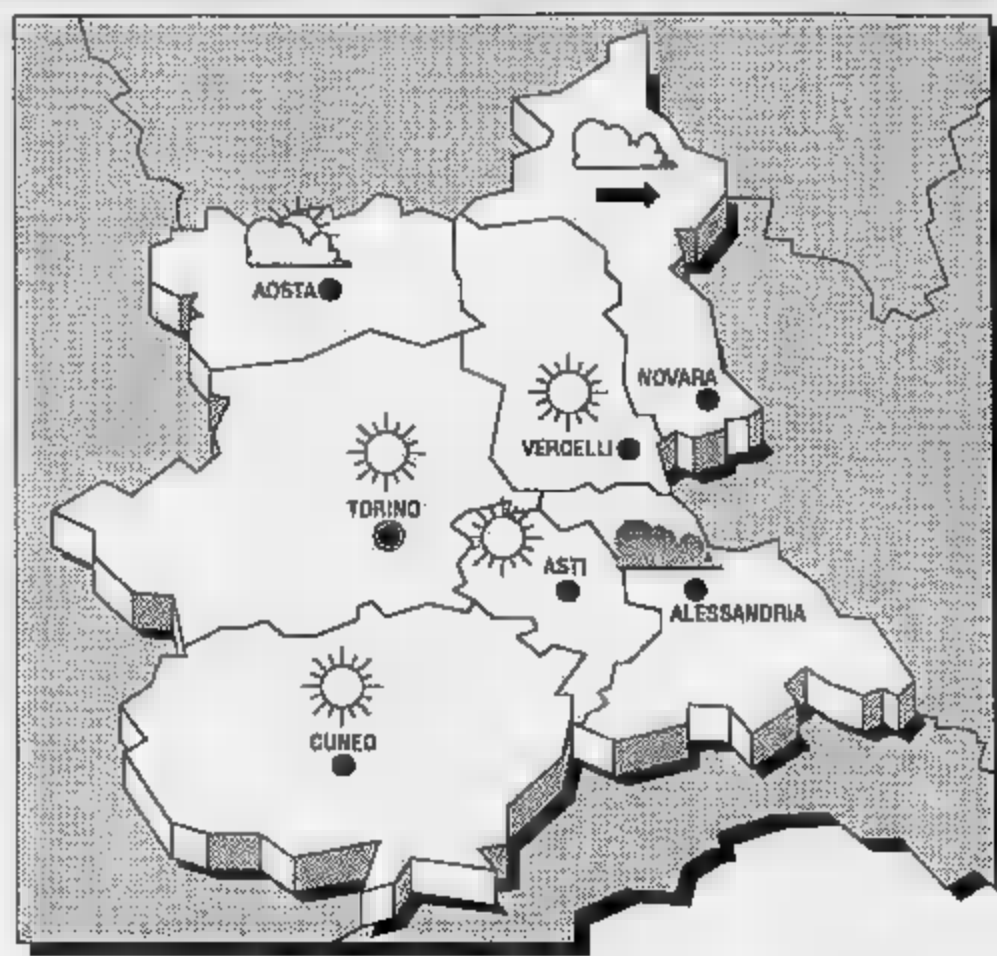 AOSTA
NOVARA
VERCELLI
TORINO
ASTI
ALESSANDRIA
CUNEO